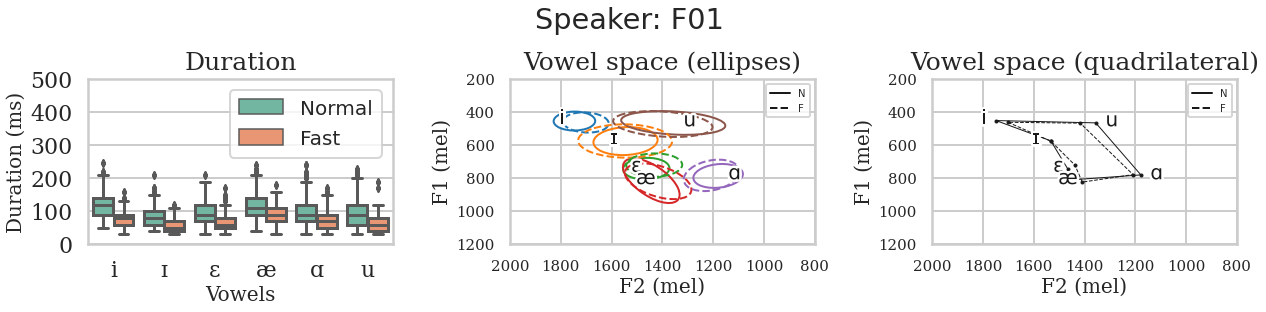 Speaker: F01
Duration
500
400
300
200
100
0
Duration (ms)
Normal
Fast
i ɪ ɛ æ ɑ u
Vowels
Vowel space (ellipses)
200
400
600
800
1000
1200
F1 (mel)
N
F
i
u
ɪ
ɛ
æ
ɑ
2000 1800 1600 1400 1200 1000 800
F2 (mel)
Vowel space (quadrilateral)
200
400
600
800
1000
1200
F1 (mel)
N
F
i
u
ɪ
ɛ
æ
ɑ
2000 1800 1600 1400 1200 1000 800
F2 (mel)